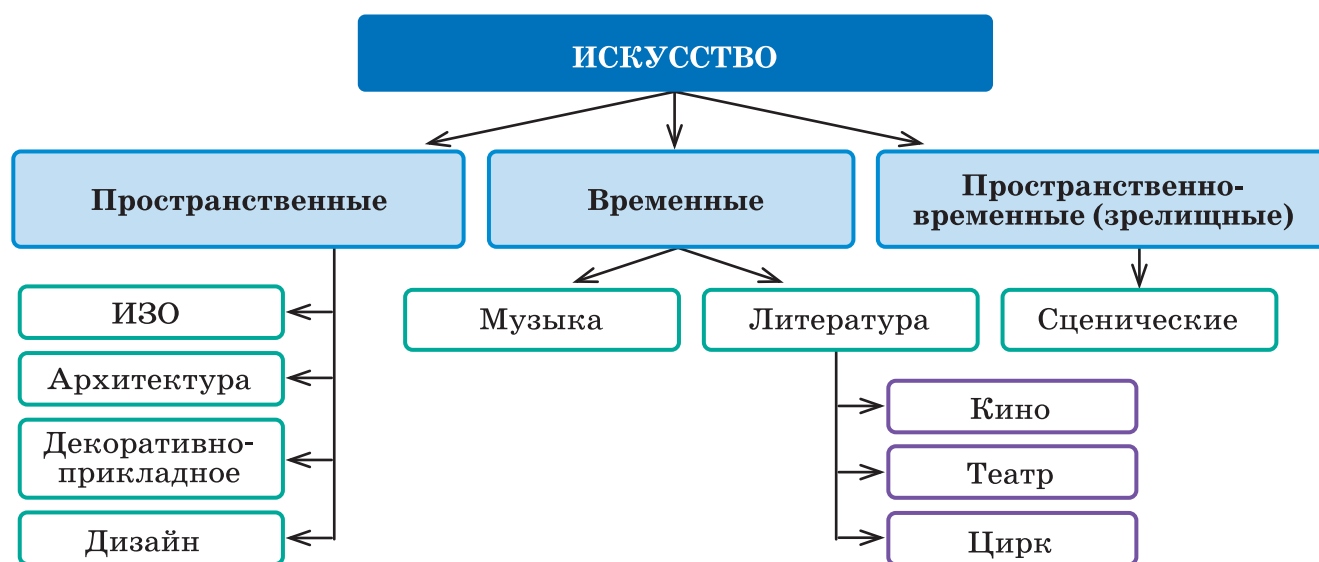 ИСКУССТВО
Пространственные
Временные
Пространственно-
временные (зрелищные)
ИЗО
Архитектура
Декоративно-
прикладное
Дизайн
Музыка
Литература
Сценические
Кино
Театр
Цирк